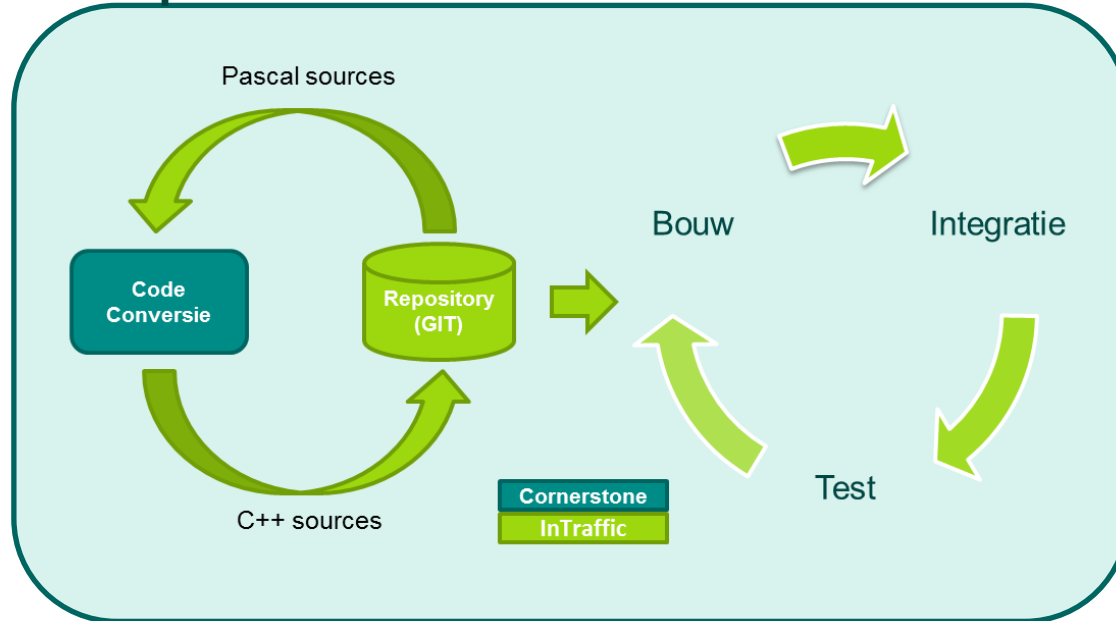 Pascal sources
Code
Conversie
Repository
(GIT)
C++ sources
Bouw
Integratie
Test
Cornerstone
InTraffic